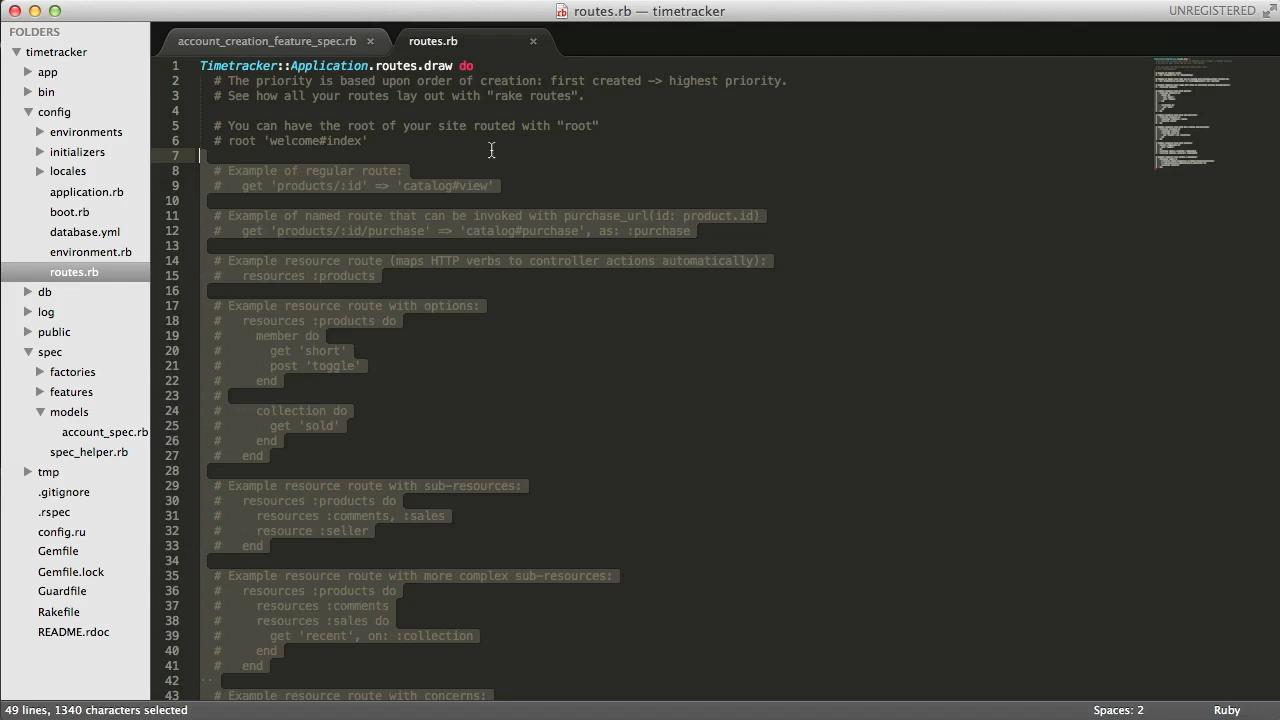 routes.rb — timetracker
UNREGISTERED
FOLDERS
timetracker
app
bin
config
environments
initializers
locales
application.rb
boot.rb
database.yml
environment.rb
routes.rb
db
log
public
spec
factories
features
models
account_spec.rb
spec_helper.rb
tmp
.gitignore
.rspec
config.ru
Gemfile
Gemfile.lock
Guardfile
Rakefile
README.rdoc
account_creation_feature_spec.rb ×
routes.rb ×
1 Timetracker::Application.routes.draw do
2 # The priority is based upon order of creation: first created -> highest priority.
3 # See how all your routes lay out with "rake routes".
4
5 # You can have the root of your site routed with "root"
6 # root 'welcome#index'
7
8 # Example of regular route:
9 #   get 'products/:id' => 'catalog#view'
10
11 # Example of named route that can be invoked with purchase_url(id: product.id)
12 #   get 'products/:id/purchase' => 'catalog#purchase', as: :purchase
13
14 # Example resource route (maps HTTP verbs to controller actions automatically):
15 #   resources :products
16
17 # Example resource route with options:
18 #   resources :products do
19 #     member do
20 #       get 'short'
21 #       post 'toggle'
22 #     end
23 #
24 #     collection do
25 #       get 'sold'
26 #     end
27 #   end
28
29 # Example resource route with sub-resources:
30 #   resources :products do
31 #     resources :comments, :sales
32 #     resource :seller
33 #   end
34
35 # Example resource route with more complex sub-resources:
36 #   resources :products do
37 #     resources :comments
38 #     resources :sales do
39 #       get 'recent', on: :collection
40 #     end
41 #   end
42
43 # Example resource route with concerns:
49 lines, 1340 characters selected
Spaces: 2
Ruby